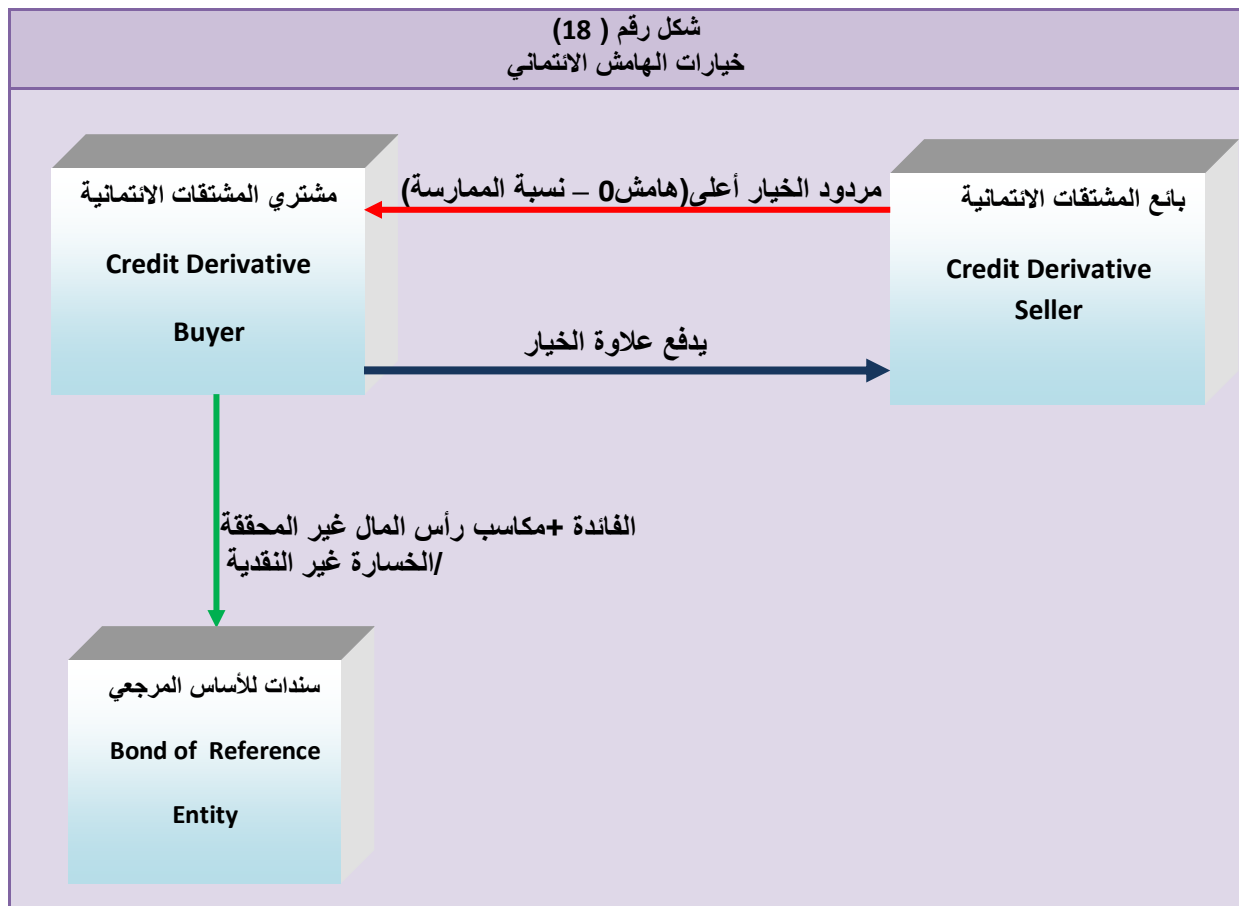 شكل رقم ( 18)
خيارات الهامش الائتماني
مشتري المشتقات الائتمانية
Credit Derivative
Buyer
مردود الخيار أعلى(هامش0 – نسبة الممارسة)
يدفع علاوة الخيار
بائع المشتقات الائتمانية
Credit Derivative
Seller
الفائدة +مكاسب رأس المال غير المحققة
/الخسارة غير النقدية
سندات للأساس المرجعي
Bond of Reference
Entity